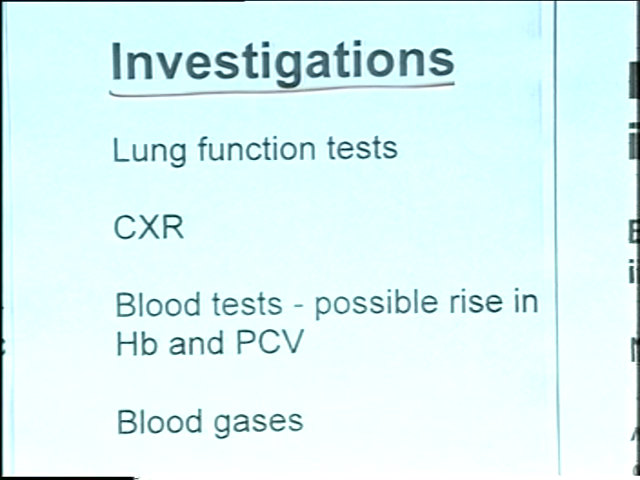 Investigations
Lung function tests
CXR
Blood tests - possible rise in
Hb and PCV
Blood gases